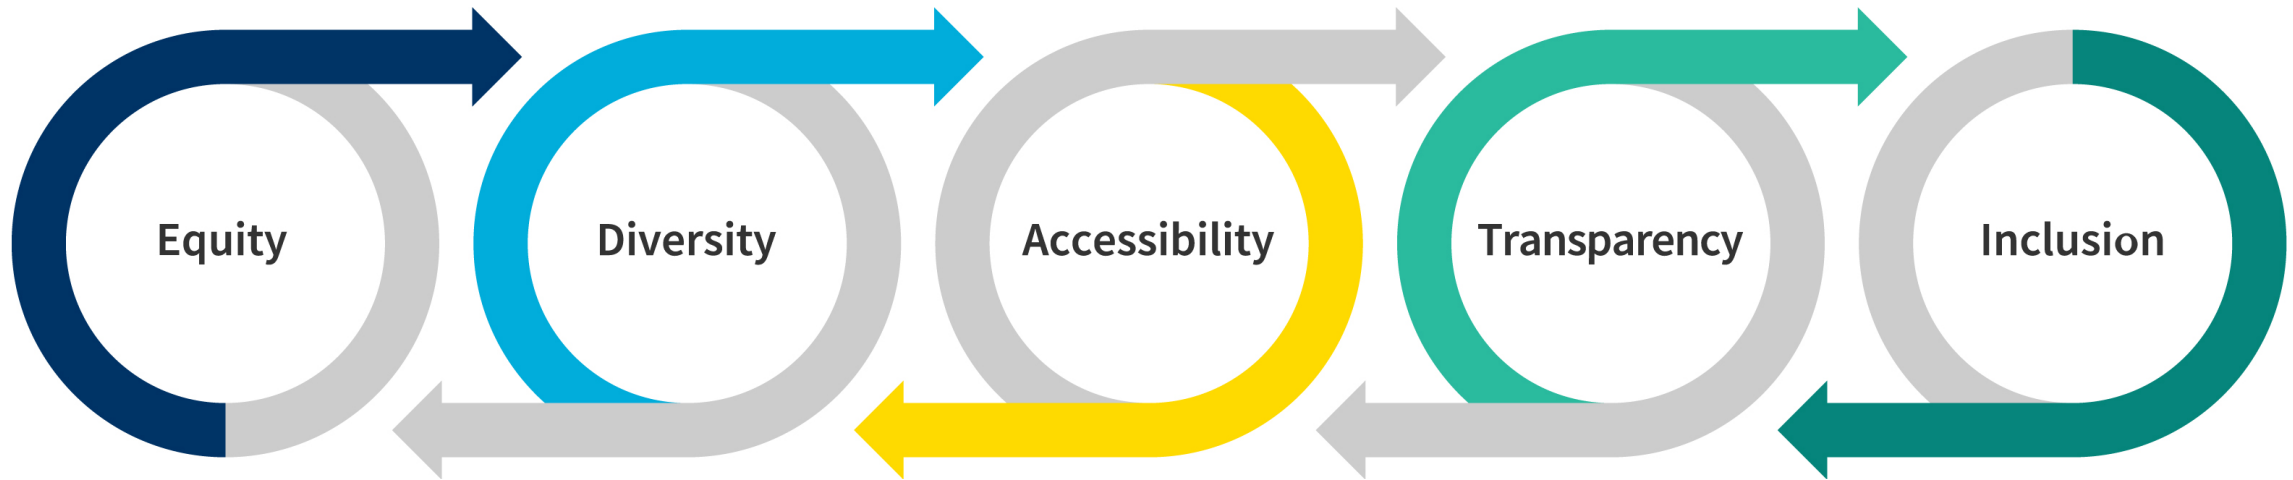 Equity
Diversity
Accessibility
Transparency
Inclusion